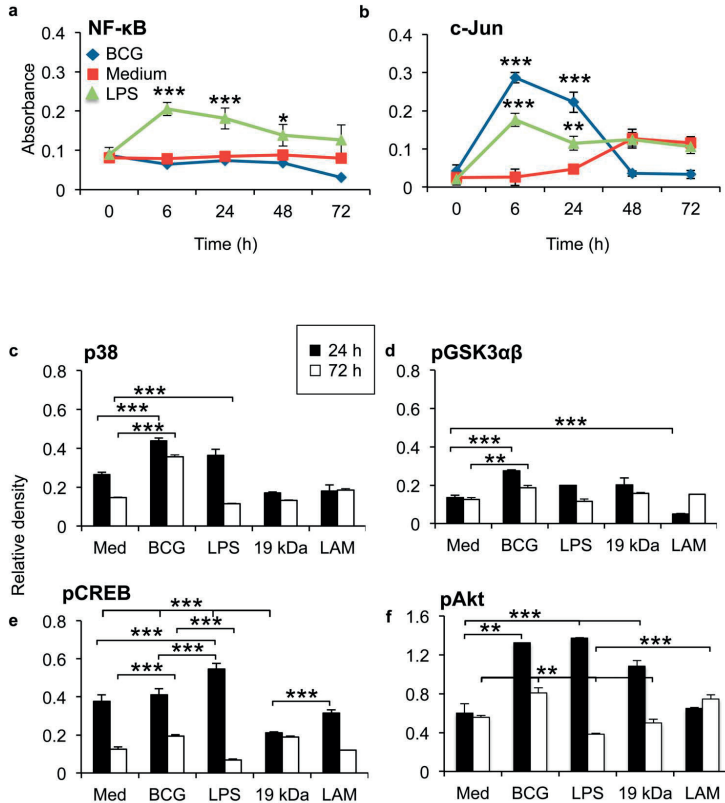 a
NF-κB
BCG
Medium
LPS
Absorbance
0.4
0.3
0.2
0.1
0
***
***
*
0 6 24 48 72
Time (h)
b
c-Jun
0.4
0.3
0.2
0.1
0
***
***
***
**
0 6 24 48 72
Time (h)
24 h
72 h
Relative density
c
p38
0.8
0.6
0.4
0.2
0
***
***
***
Med BCG LPS 19 kDa LAM
d
pGSK3αβ
0.8
0.6
0.4
0.2
0
***
***
**
Med BCG LPS 19 kDa LAM
e
pCREB
0.8
0.6
0.4
0.2
0
***
***
***
***
***
***
Med BCG LPS 19 kDa LAM
f
pAkt
1.6
1.2
0.8
0.4
0
***
**
***
**
Med BCG LPS 19 kDa LAM